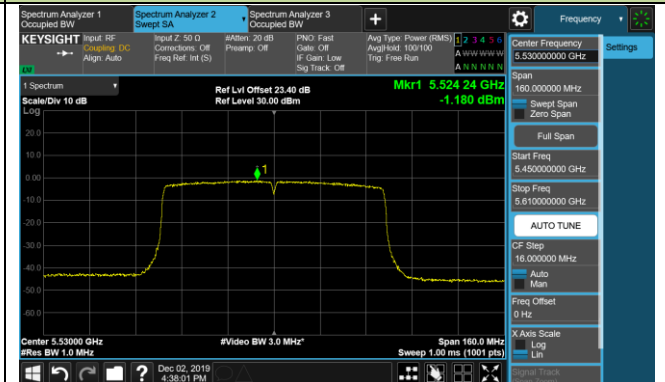 Spectrum Analyzer 1
Occupied BW
Spectrum Analyzer 2
Swept SA
Spectrum Analyzer 3
Occupied BW
+
Frequency
KEYSIGHT
Input: RF
Coupling: DC
Align: Auto
Input Z: 50 Ω
Corrections: Off
Freq Ref: Int (S)
#Atten: 20 dB
Preamp: Off
PNO: Fast
Gate: Off
IF Gain: Low
Sig Track: Off
Avg Type: Power (RMS)
Avg|Hold: 100/100
Trig: Free Run
1 2 3 4 5 6
A W W W W W
A N N N N N
1 Spectrum
Scale/Div 10 dB
Log
Ref Lvl Offset 23.40 dB
Ref Level 30.00 dBm
Mkr1 5.524 24 GHz
-1.180 dBm
20.0
10.0
0.00
-10.0
-20.0
-30.0
-40.0
-50.0
-60.0
1
Center 5.53000 GHz
#Res BW 1.0 MHz
#Video BW 3.0 MHz*
Span 160.0 MHz
Sweep 1.00 ms (1001 pts)
Center Frequency
5.530000000 GHz
Settings
Span
160.000000 MHz
Swept Span
Zero Span
Full Span
Start Freq
5.450000000 GHz
Stop Freq
5.610000000 GHz
AUTO TUNE
CF Step
16.000000 MHz
Auto
Man
Freq Offset
0 Hz
X Axis Scale
Log
Lin
Signal Track
?
Dec 02, 2019
4:38:01 PM